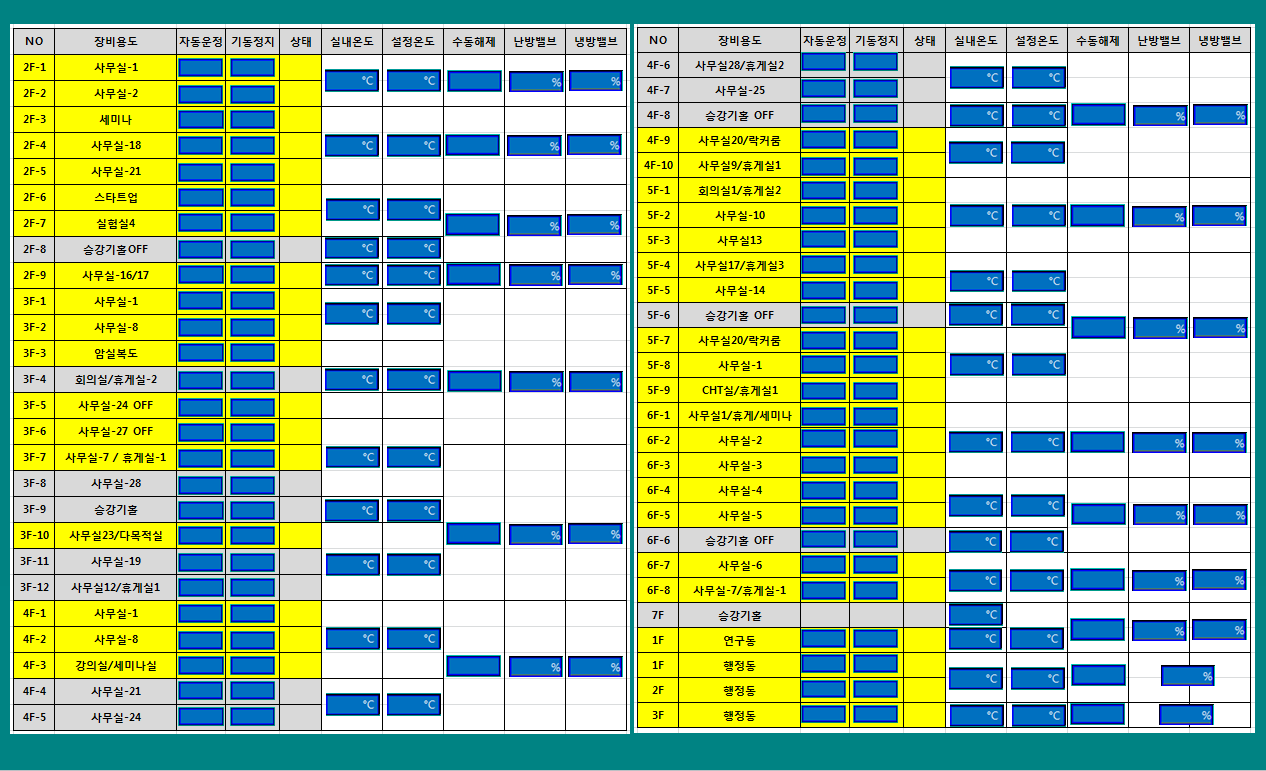 NO 장비용도 자동운정 기동정지 상태 실내온도 설정온도 수동해제 난방밸브 냉방밸브
2F-1 사무실-1
℃ ℃ % %
2F-2 사무실-2
2F-3 세미나
2F-4 사무실-18 ℃ ℃ % %
2F-5 사무실-21
2F-6 스타트업
℃ ℃
2F-7 실험실4 % %
2F-8 승강기홀OFF ℃ ℃
2F-9 사무실-16/17 ℃ ℃ % %
3F-1 사무실-1
℃ ℃
3F-2 사무실-8
3F-3 암실복도
3F-4 회의실/휴게실-2 ℃ ℃ % %
3F-5 사무실-24 OFF
3F-6 사무실-27 OFF
3F-7 사무실-7 / 휴게실-1 ℃ ℃
3F-8 사무실-28
3F-9 승강기홀 ℃ ℃
3F-10 사무실23/다목적실 % %
3F-11 사무실-19 ℃ ℃
3F-12 사무실12/휴게실1
4F-1 사무실-1
4F-2 사무실-8 ℃ ℃
4F-3 강의실/세미나실 % %
4F-4 사무실-21
℃ ℃
4F-5 사무실-24
NO 장비용도 자동운정 기동정지 상태 실내온도 설정온도 수동해제 난방밸브 냉방밸브
4F-6 사무실28/휴게실2
℃ ℃
4F-7 사무실-25
4F-8 승강기홀 OFF ℃ ℃ % %
4F-9 사무실20/락커룸
℃ ℃
4F-10 사무실9/휴게실1
5F-1 회의실1/휴게실2
5F-2 사무실-10 ℃ ℃ % %
5F-3 사무실13
5F-4 사무실17/휴게실3
℃ ℃
5F-5 사무실-14
5F-6 승강기홀 OFF ℃ ℃
% %
5F-7 사무실20/락커룸
5F-8 사무실-1 ℃ ℃
5F-9 CHT실/휴게실1
6F-1 사무실1/휴게/세미나
6F-2 사무실-2 ℃ ℃ % %
6F-3 사무실-3
6F-4 사무실-4
℃ ℃
6F-5 사무실-5 % %
6F-6 승강기홀 OFF ℃ ℃
6F-7 사무실-6
℃ ℃ % %
6F-8 사무실-7/휴게실-1
7F 승강기홀 ℃
% %
1F 연구동 ℃ ℃
1F 행정동
℃ ℃ %
2F 행정동
3F 행정동 ℃ ℃ %